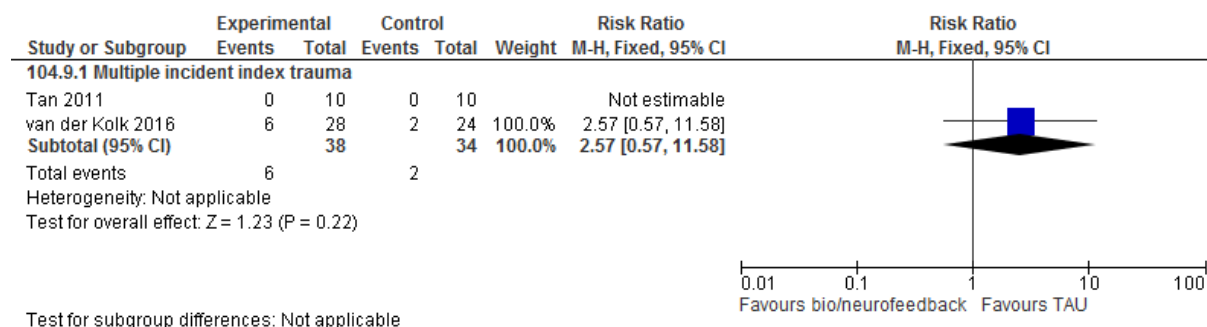 Experimental Control Risk Ratio Risk Ratio
Study or Subgroup Events Total Events Total Weight M-H, Fixed, 95% CI M-H, Fixed, 95% CI
104.9.1 Multiple incident index trauma
Tan 2011 0 10 0 10 Not estimable
van der Kolk 2016 6 28 2 24 100.0% 2.57 [0.57, 11.58]
Subtotal (95% CI) 38 34 100.0% 2.57 [0.57, 11.58]
Total events 6 2
Heterogeneity: Not applicable
Test for overall effect: Z = 1.23 (P = 0.22)
0.01 0.1 1 10 100
Favours bio/neurofeedback Favours TAU
Test for subgroup differences: Not applicable